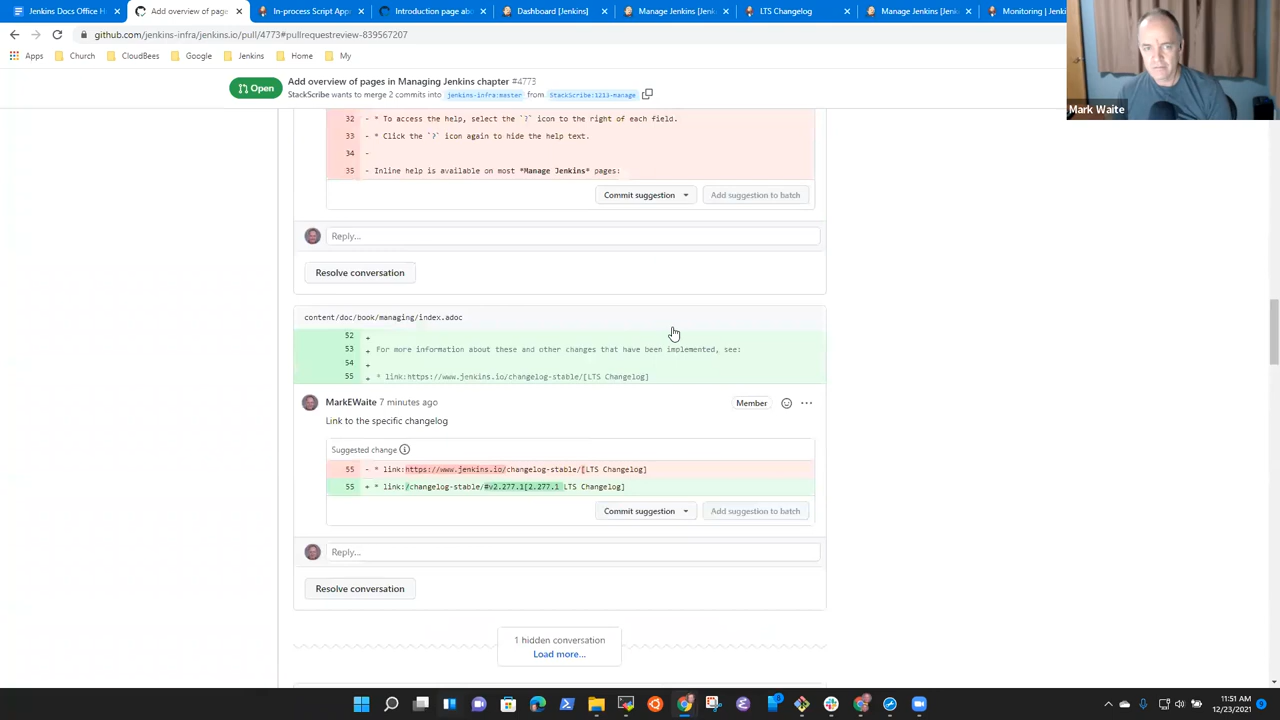 Jenkins Docs Office H
Add overview of page
In-process Script Appr
Introduction page abo
Dashboard [Jenkins]
Manage Jenkins [Jenk
LTS Changelog
Manage Jenkins [Jenk
Monitoring | Jenk
github.com/jenkins-infra/jenkins.io/pull/4773#pullrequestreview-839567207
Apps
Church
CloudBees
Google
Jenkins
Home
My
Mark Waite
Open
Add overview of pages in Managing Jenkins chapter #4773
StackScribe wants to merge 2 commits into jenkins-infra:master from StackScribe:1213-manage
32 - * To access the help, select the `?` icon to the right of each field.
33 - * Click the `?` icon again to hide the help text.
34 -
35 - Inline help is available on most *Manage Jenkins* pages:
Commit suggestion
Add suggestion to batch
Reply...
Resolve conversation
content/doc/book/managing/index.adoc
52 +
53 + For more information about these and other changes that have been implemented, see:
54 +
55 + * link:https://www.jenkins.io/changelog-stable/[LTS Changelog]
MarkEWaite 7 minutes ago
Member
Link to the specific changelog
Suggested change
55 - * link:https://www.jenkins.io/changelog-stable/[LTS Changelog]
55 + * link:/changelog-stable/#v2.277.1[2.277.1 LTS Changelog]
Commit suggestion
Add suggestion to batch
Reply...
Resolve conversation
1 hidden conversation
Load more...
11:51 AM
12/23/2021